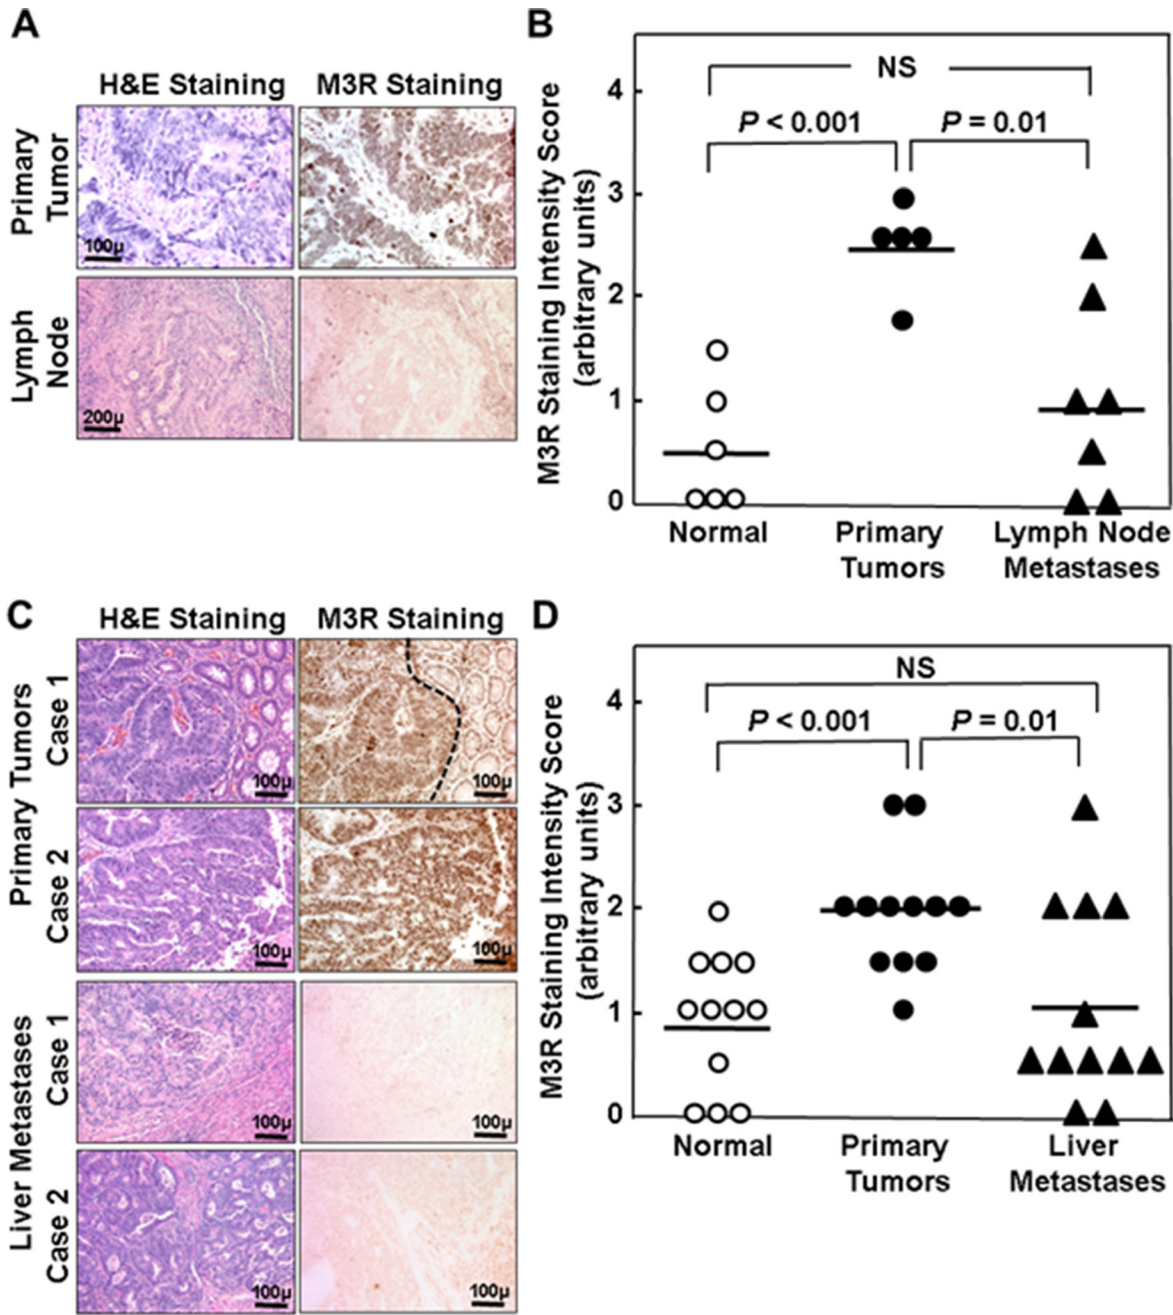 A
H&E Staining
M3R Staining
Primary
Tumor
100µ
Lymph
Node
200µ
B
M3R Staining Intensity Score
(arbitrary units)
4
3
2
1
0
NS
P < 0.001
P = 0.01
Normal
Primary
Tumors
Lymph Node
Metastases
C
H&E Staining
M3R Staining
Primary Tumors
Case 1
100µ
100µ
Case 2
100µ
100µ
Liver Metastases
Case 1
100µ
100µ
Case 2
100µ
100µ
D
M3R Staining Intensity Score
(arbitrary units)
4
3
2
1
0
NS
P < 0.001
P = 0.01
Normal
Primary
Tumors
Liver
Metastases